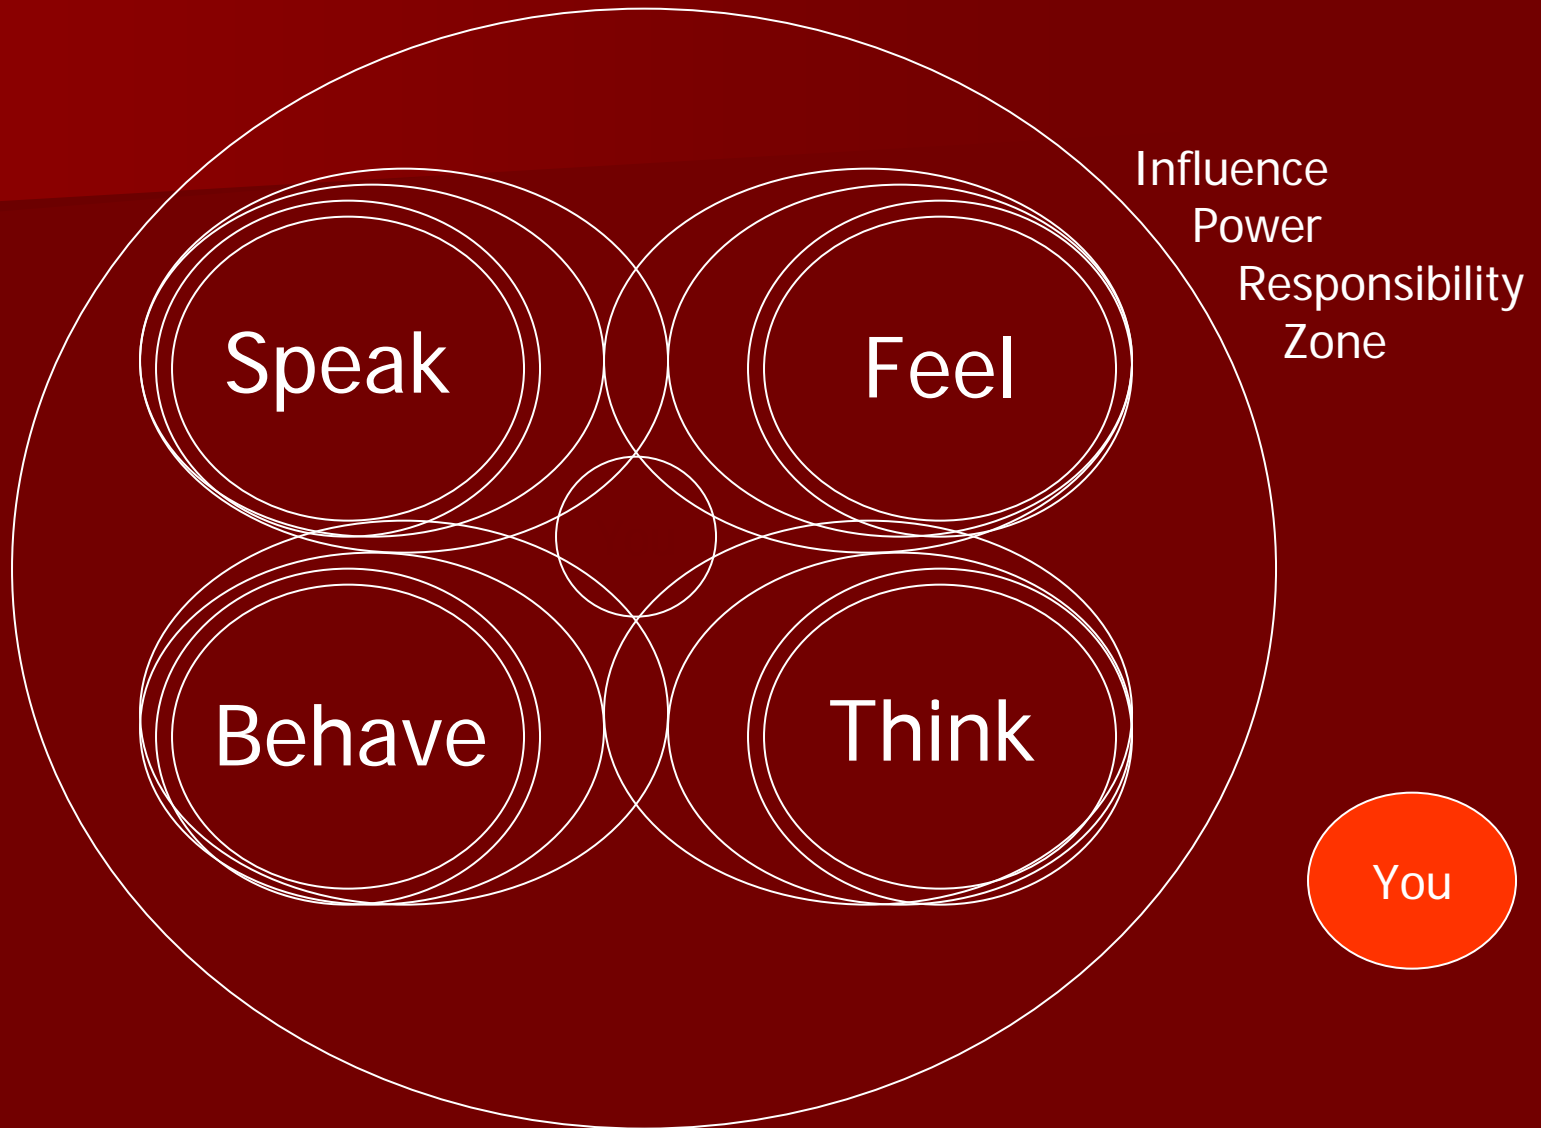 Influence
Power
Responsibility
Zone
Speak
Feel
Behave
Think
You